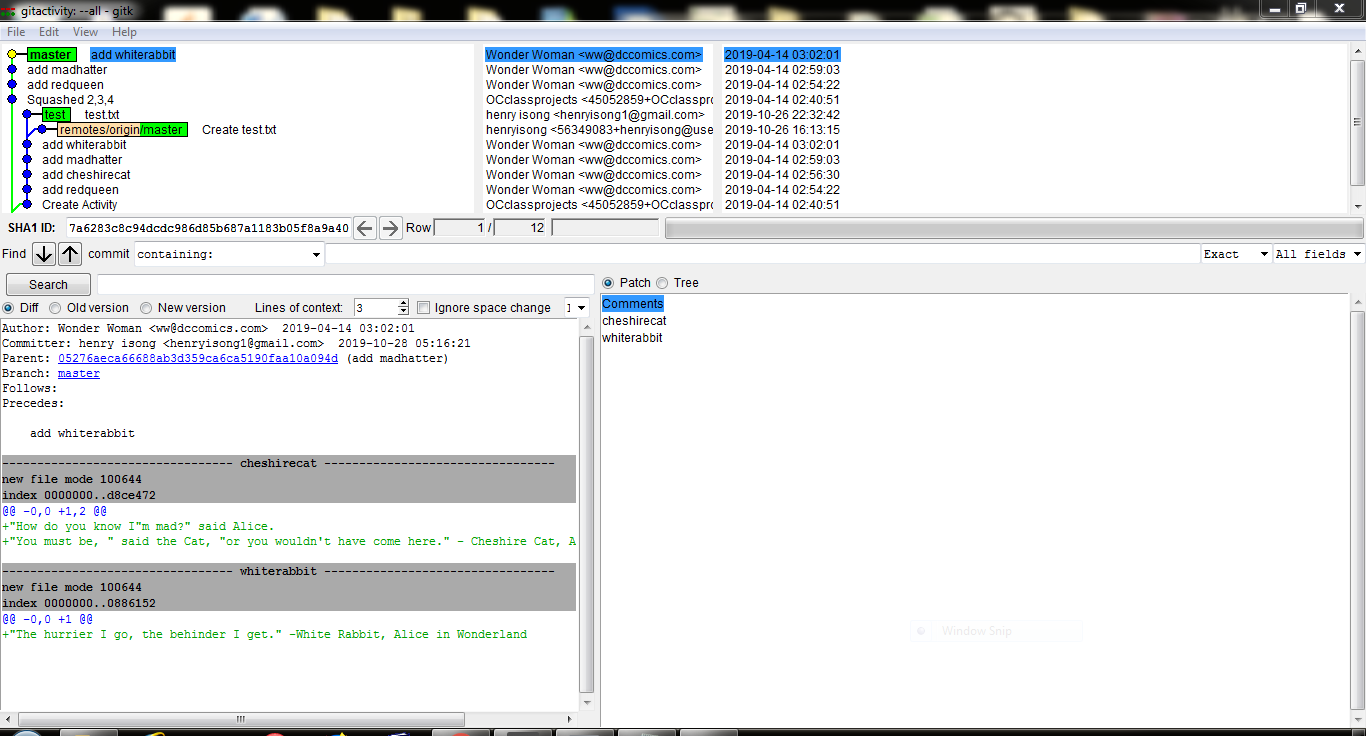 gitactivity: --all - gitk
File Edit View Help
master add whiterabbit Wonder Woman <ww@dccomics.com> 2019-04-14 03:02:01
add madhatter Wonder Woman <ww@dccomics.com> 2019-04-14 02:59:03
add redqueen Wonder Woman <ww@dccomics.com> 2019-04-14 02:54:22
Squashed 2,3,4 OCclassprojects <45052859+OCclasspro 2019-04-14 02:40:51
test test.txt henry isong <henryisong1@gmail.com> 2019-10-26 22:32:42
remotes/origin/master Create test.txt henryisong <56349083+henryisong@use 2019-10-26 16:13:15
add whiterabbit Wonder Woman <ww@dccomics.com> 2019-04-14 03:02:01
add madhatter Wonder Woman <ww@dccomics.com> 2019-04-14 02:59:03
add cheshirecat Wonder Woman <ww@dccomics.com> 2019-04-14 02:56:30
add redqueen Wonder Woman <ww@dccomics.com> 2019-04-14 02:54:22
Create Activity OCclassprojects <45052859+OCclasspro 2019-04-14 02:40:51
SHA1 ID: 7a6283c8c94dcdc986d85b687a1183b05f8a9a40 Row 1 / 12
Find commit containing: Exact All fields
Search
Patch Tree
Diff Old version New version Lines of context: 3 Ignore space change
Comments
cheshirecat
whiterabbit
Author: Wonder Woman <ww@dccomics.com> 2019-04-14 03:02:01
Committer: henry isong <henryisong1@gmail.com> 2019-10-28 05:16:21
Parent: 05276aeca66688ab3d359ca6ca5190faa10a094d (add madhatter)
Branch: master
Follows:
Precedes:
add whiterabbit
--------------------------------- cheshirecat ---------------------------------
new file mode 100644
index 0000000..d8ce472
@@ -0,0 +1,2 @@
+"How do you know I"m mad?" said Alice.
+"You must be, " said the Cat, "or you wouldn't have come here." - Cheshire Cat, A
--------------------------------- whiterabbit ---------------------------------
new file mode 100644
index 0000000..0886152
@@ -0,0 +1 @@
+"The hurrier I go, the behinder I get." -White Rabbit, Alice in Wonderland
Window Snip